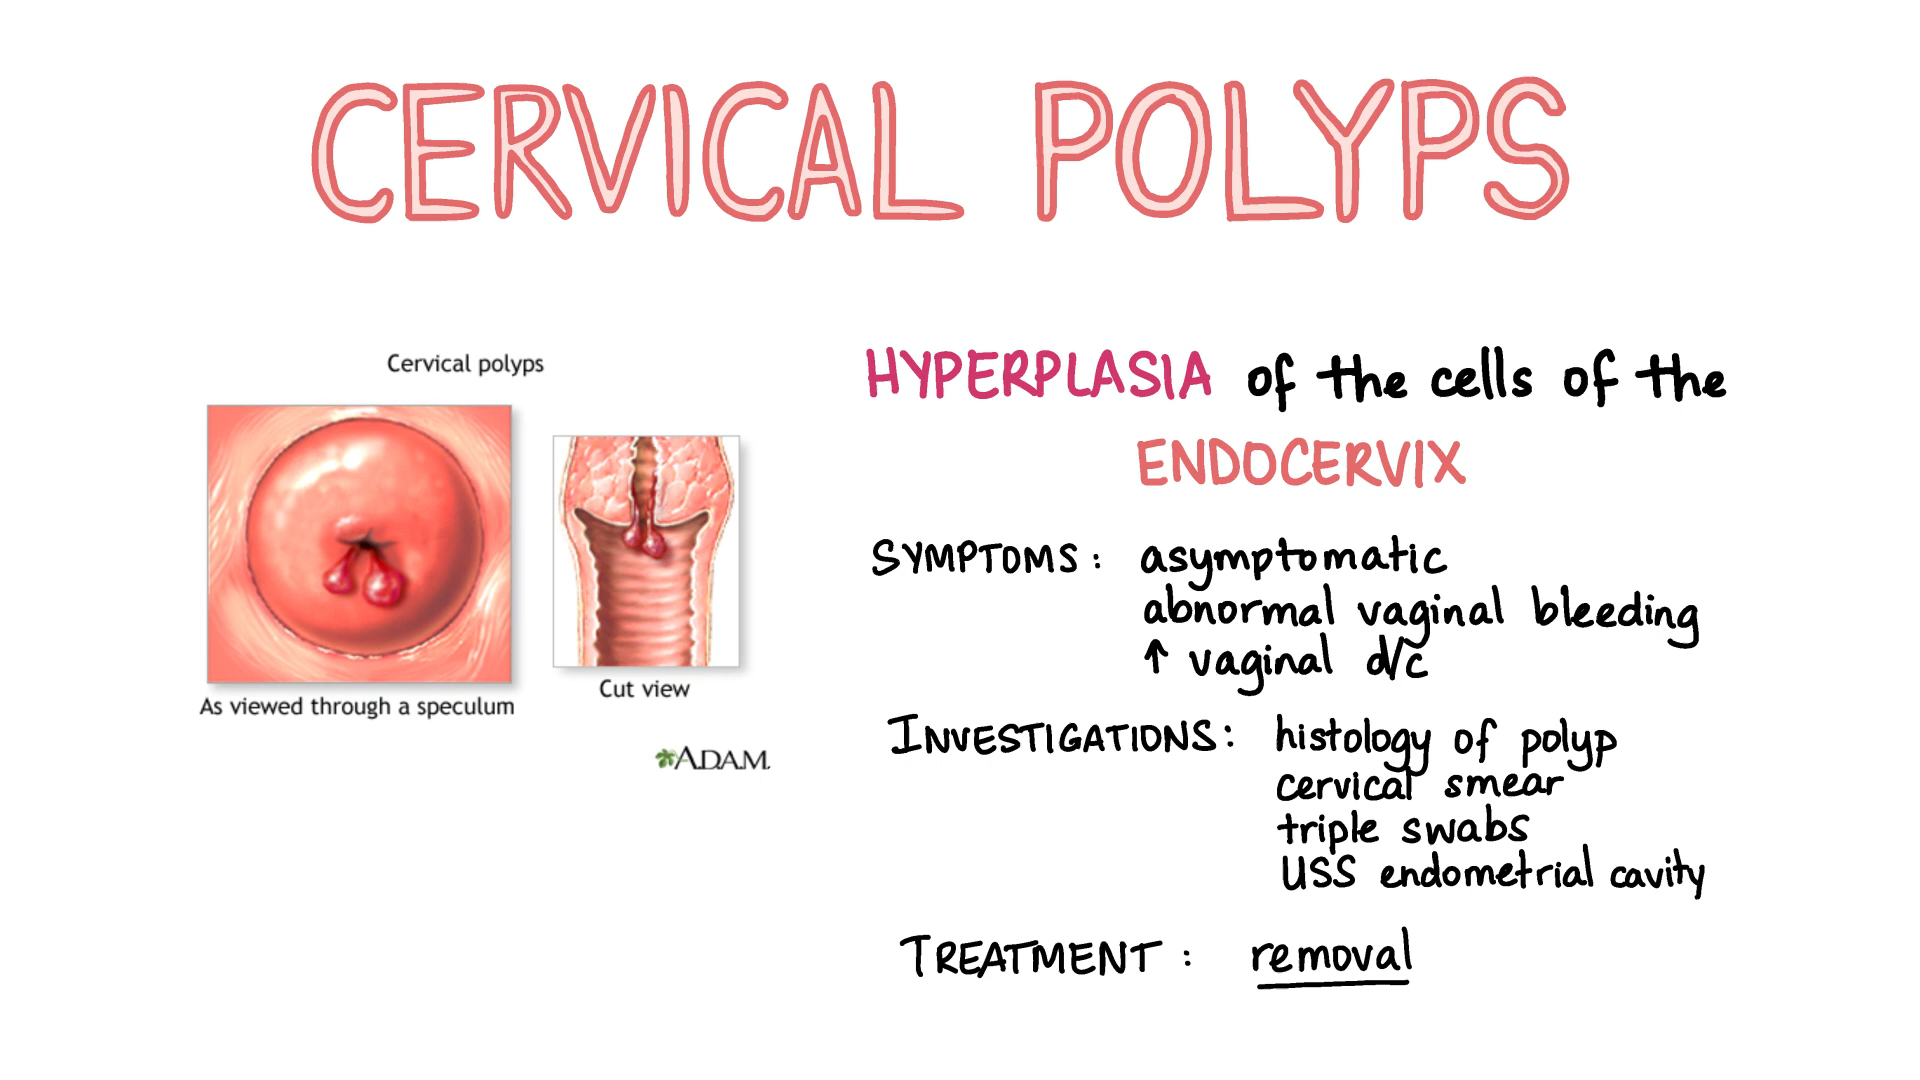 CERVICAL POLYPS
Cervical polyps
As viewed through a speculum
Cut view
A.D.A.M.
HYPERPLASIA of the cells of the
ENDOCERVIX
SYMPTOMS: asymptomatic
abnormal vaginal bleeding
↑ vaginal d/c
INVESTIGATIONS: histology of polyp
cervical smear
triple swabs
USS endometrial cavity
TREATMENT: removal